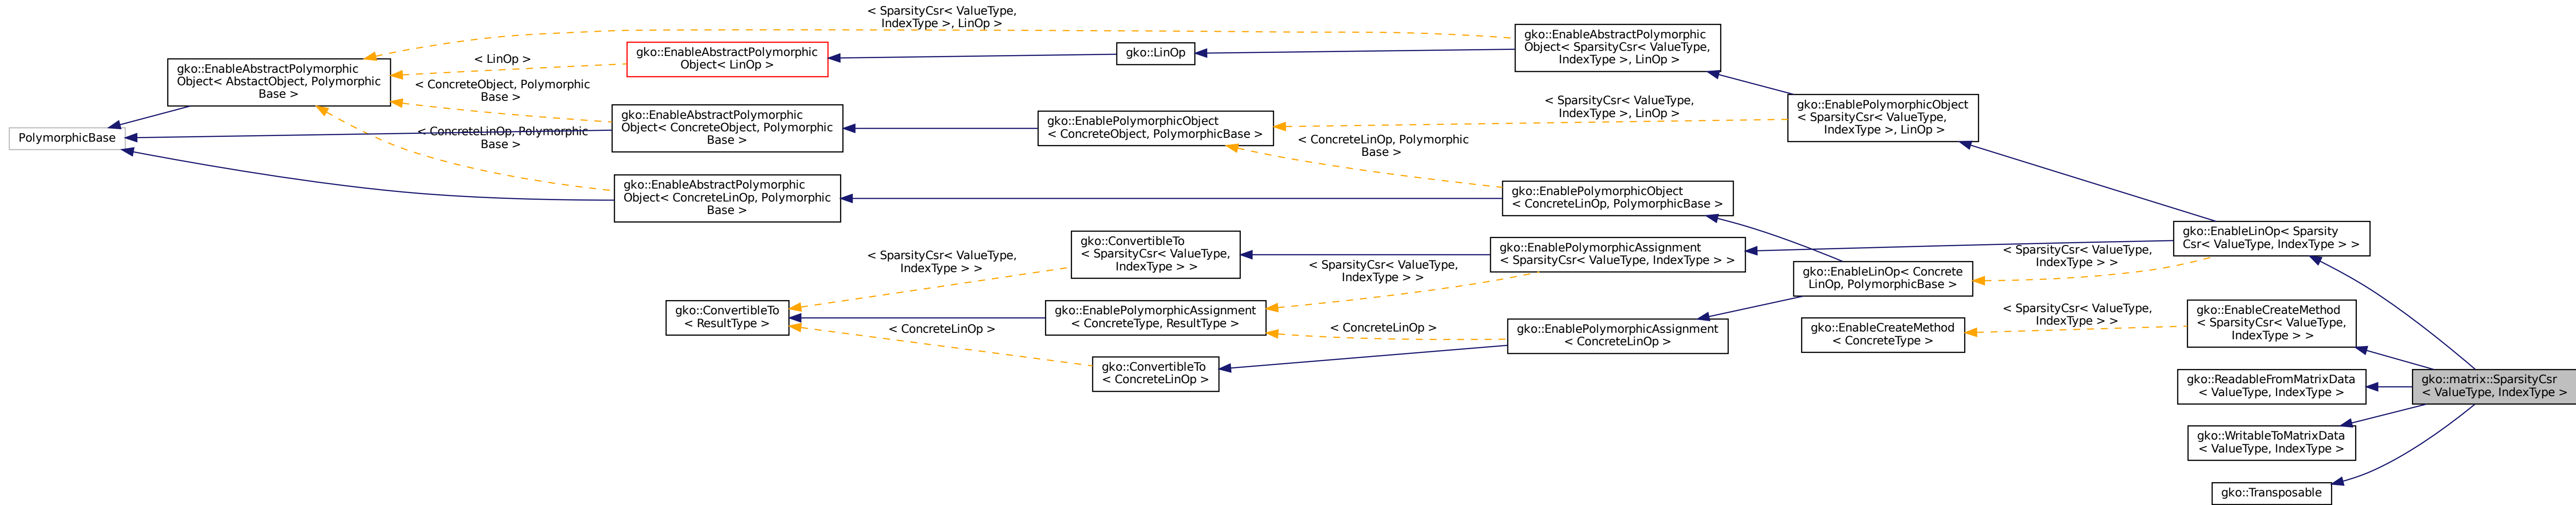 < SparsityCsr< ValueType,
IndexType >, LinOp >
gko::EnableAbstractPolymorphic
Object< SparsityCsr< ValueType,
IndexType >, LinOp >
gko::EnableAbstractPolymorphic
Object< LinOp >
gko::LinOp
< LinOp >
gko::EnableAbstractPolymorphic
Object< AbstactObject, Polymorphic
Base >
< ConcreteObject, Polymorphic
Base >
gko::EnableAbstractPolymorphic
Object< ConcreteObject, Polymorphic
Base >
gko::EnablePolymorphicObject
< ConcreteObject, PolymorphicBase >
< SparsityCsr< ValueType,
IndexType >, LinOp >
gko::EnablePolymorphicObject
< SparsityCsr< ValueType,
IndexType >, LinOp >
PolymorphicBase
< ConcreteLinOp, Polymorphic
Base >
< ConcreteLinOp, Polymorphic
Base >
gko::EnableAbstractPolymorphic
Object< ConcreteLinOp, Polymorphic
Base >
gko::EnablePolymorphicObject
< ConcreteLinOp, PolymorphicBase >
gko::EnableLinOp< Sparsity
Csr< ValueType, IndexType > >
gko::ConvertibleTo
< SparsityCsr< ValueType,
IndexType > >
gko::EnablePolymorphicAssignment
< SparsityCsr< ValueType, IndexType > >
< SparsityCsr< ValueType,
IndexType > >
< SparsityCsr< ValueType,
IndexType > >
< SparsityCsr< ValueType,
IndexType > >
gko::EnableLinOp< Concrete
LinOp, PolymorphicBase >
gko::ConvertibleTo
< ResultType >
gko::EnablePolymorphicAssignment
< ConcreteType, ResultType >
< ConcreteLinOp >
< ConcreteLinOp >
gko::EnablePolymorphicAssignment
< ConcreteLinOp >
gko::EnableCreateMethod
< ConcreteType >
< SparsityCsr< ValueType,
IndexType > >
gko::EnableCreateMethod
< SparsityCsr< ValueType,
IndexType > >
gko::ConvertibleTo
< ConcreteLinOp >
gko::ReadableFromMatrixData
< ValueType, IndexType >
gko::matrix::SparsityCsr
< ValueType, IndexType >
gko::WritableToMatrixData
< ValueType, IndexType >
gko::Transposable